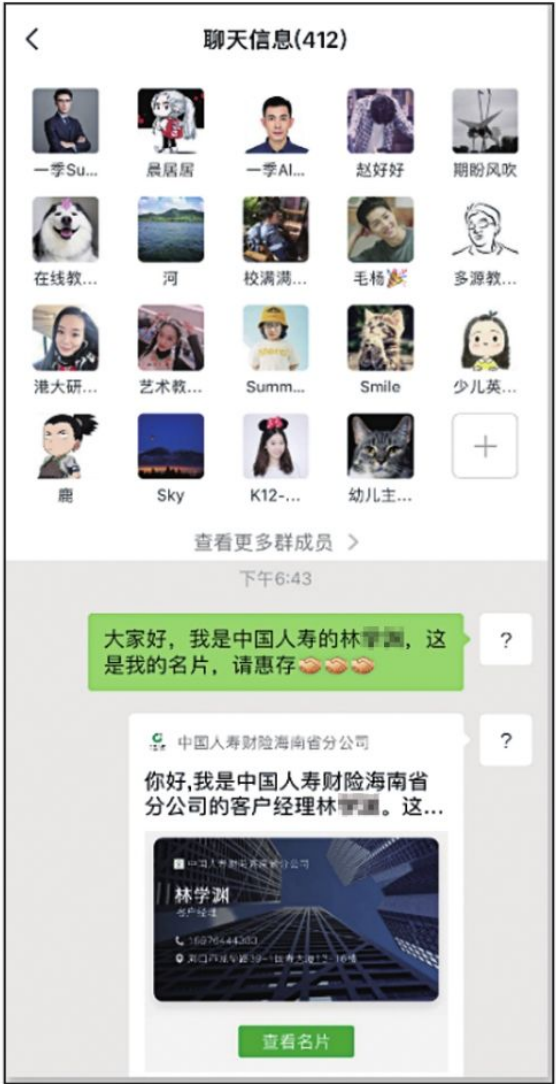 聊天信息(412)
一季Su...
晨居居
一季Al...
赵好好
期盼风吹
在线教...
河
校满满...
毛杨🎉
多源教...
港大研...
艺术教...
Summ...
Smile
少儿英...
鹿
Sky
K12-...
幼儿主...
查看更多群成员 >
下午6:43
大家好，我是中国人寿的林，这
是我的名片，请惠存🤝🤝🤝
?
中国人寿财险海南省分公司
?
你好,我是中国人寿财险海南省
分公司的客户经理林。这...
林学渊
客户经理
查看名片